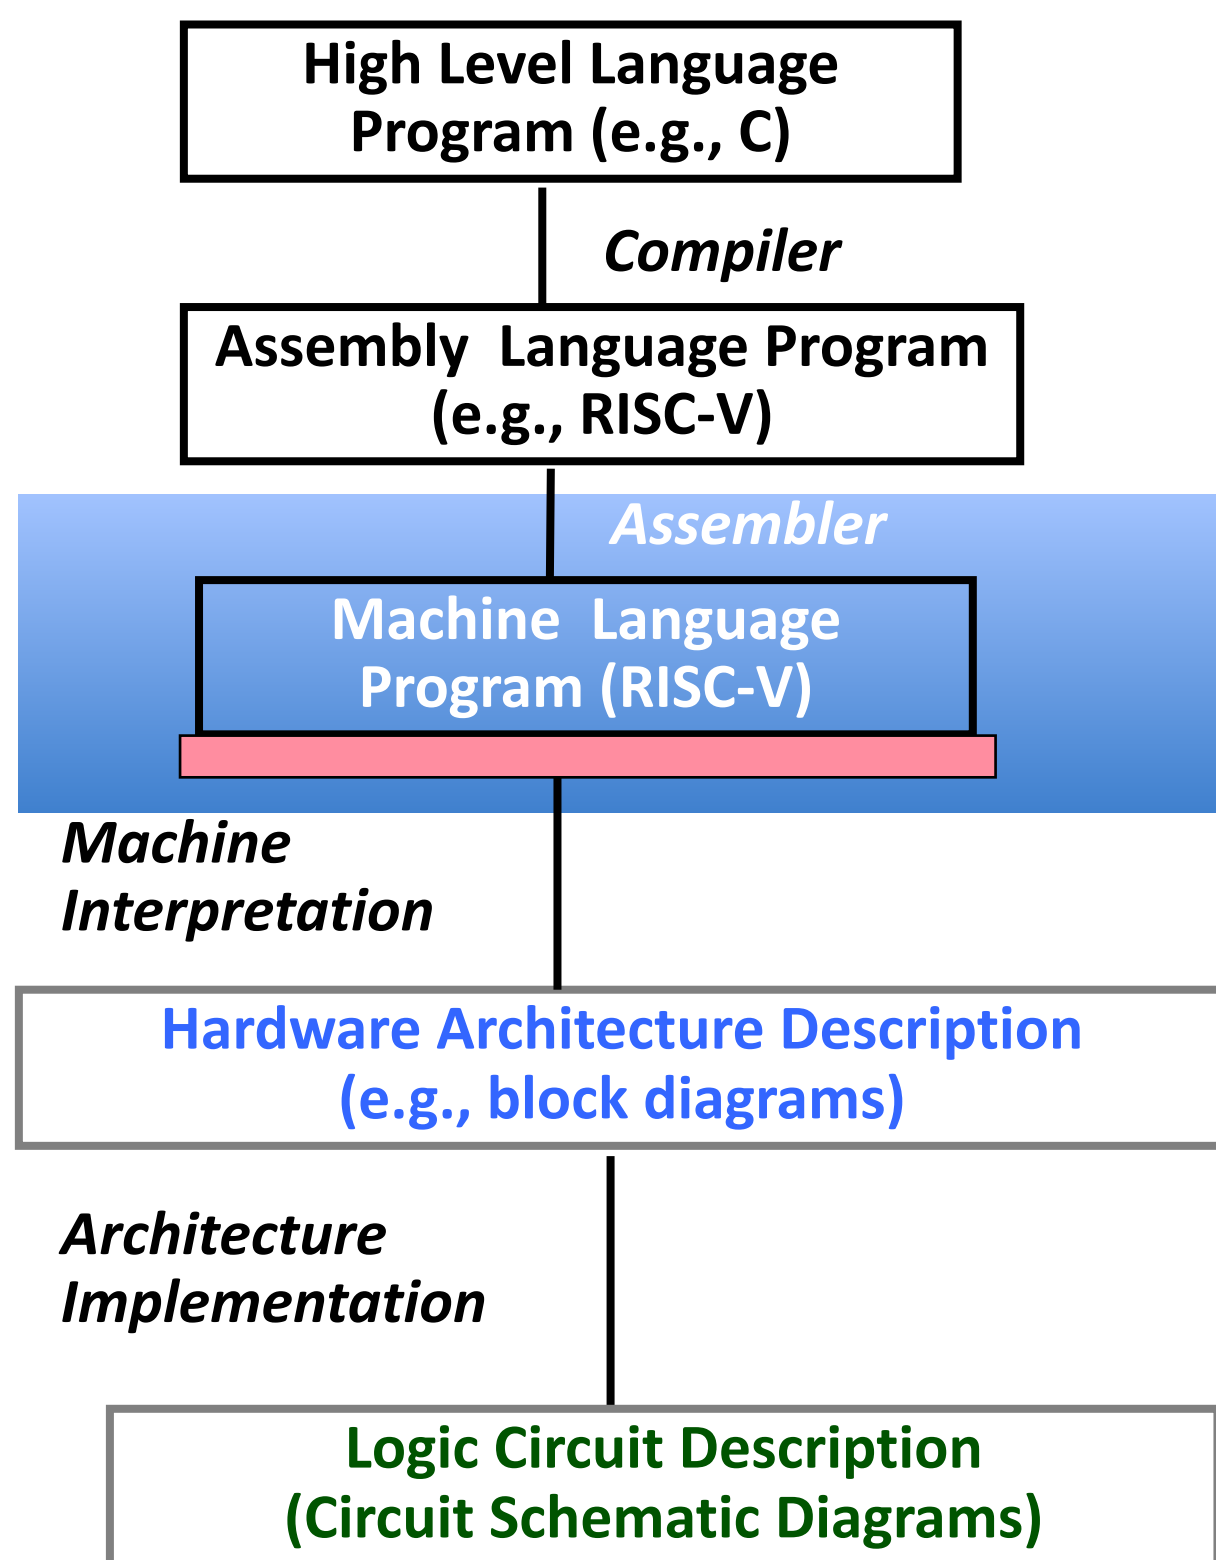 High Level Language
Program (e.g., C)
Compiler
Assembly  Language Program
(e.g., RISC-V)
Assembler
Machine  Language
Program (RISC-V)
Machine
Interpretation
Hardware Architecture Description
(e.g., block diagrams)
Architecture
Implementation
Logic Circuit Description
(Circuit Schematic Diagrams)